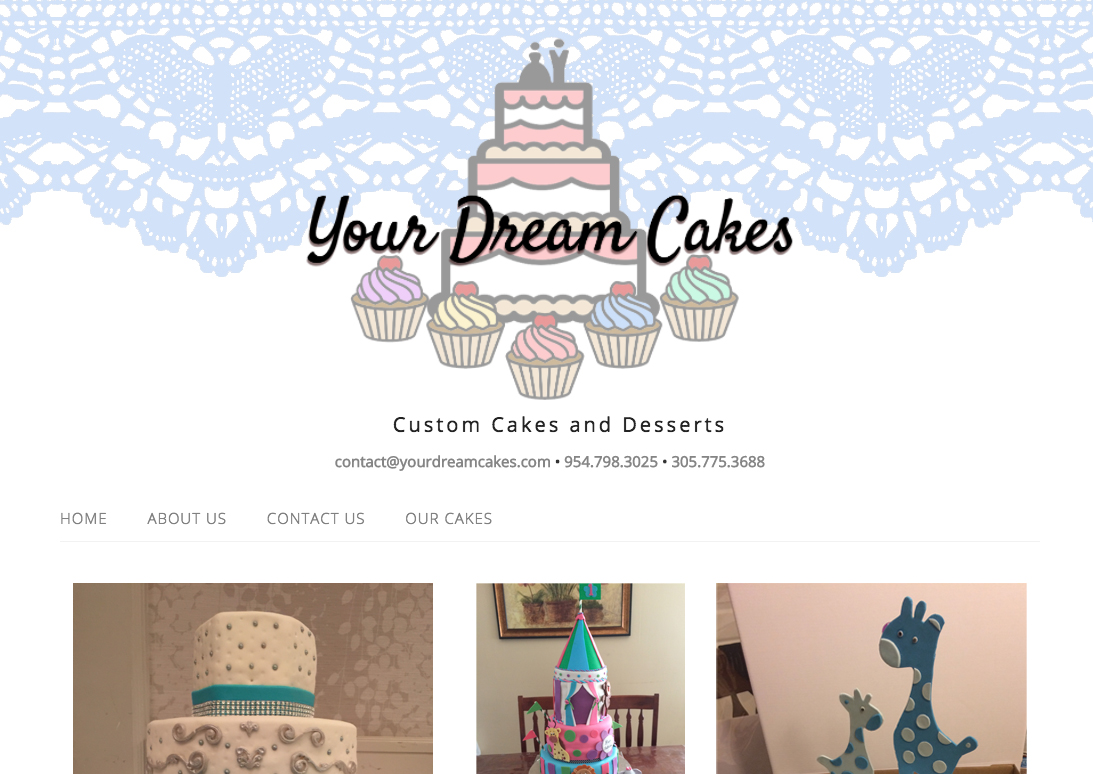 Your Dream Cakes
Custom Cakes and Desserts
contact@yourdreamcakes.com • 954.798.3025 • 305.775.3688
HOME ABOUT US CONTACT US OUR CAKES